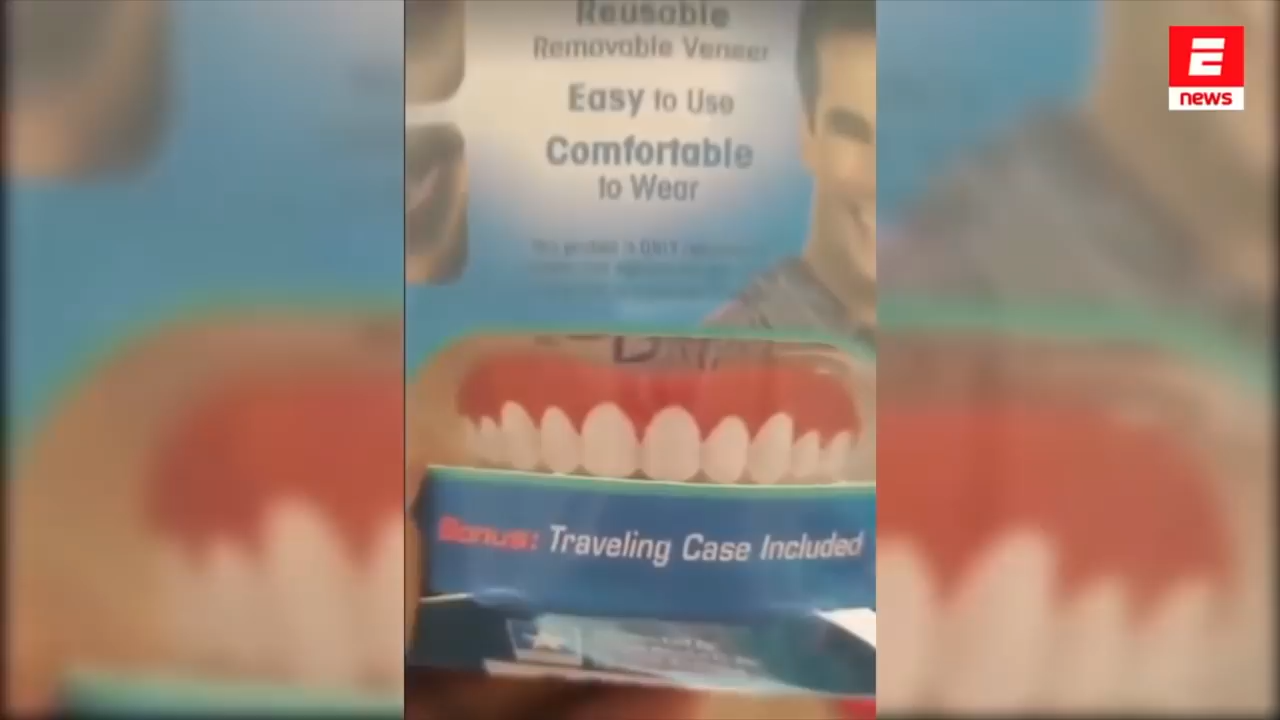 Reusable
Removable Veneer
Easy to Use
Comfortable
to Wear
Bonus: Traveling Case Included
E
news